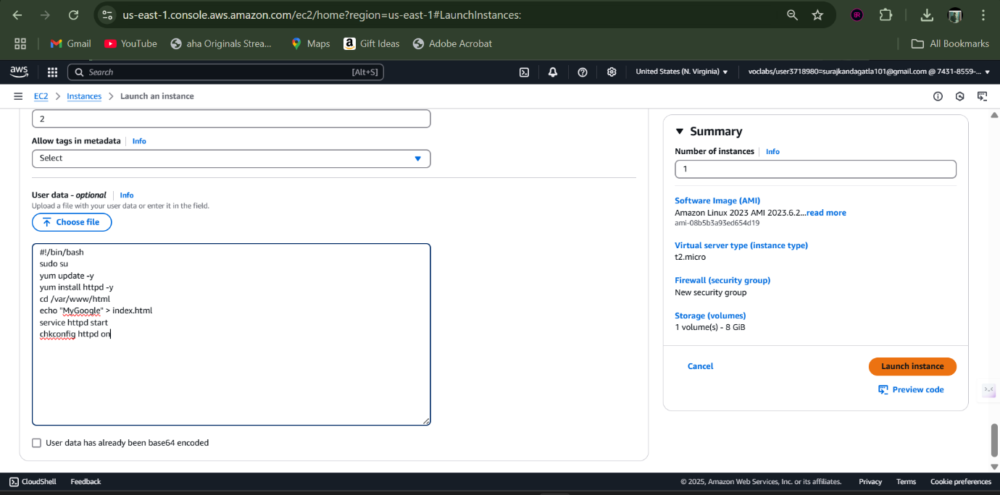 us-east-1.console.aws.amazon.com/ec2/home?region=us-east-1#LaunchInstances:
Gmail YouTube aha Originals Strea... Maps Gift Ideas Adobe Acrobat All Bookmarks
aws Search [Alt+S] United States (N. Virginia) voclabs/user3718980=surajkandagatla101@gmail.com @ 7431-8559-...
EC2 Instances Launch an instance
2
Allow tags in metadata Info
Select
User data - optional Info
Upload a file with your user data or enter it in the field.
Choose file
#!/bin/bash
sudo su
yum update -y
yum install httpd -y
cd /var/www/html
echo "MyGoogle" > index.html
service httpd start
chkconfig httpd on
User data has already been base64 encoded
Summary
Number of instances Info
1
Software Image (AMI)
Amazon Linux 2023 AMI 2023.6.2...read more
ami-08b5b3a93ed654d19
Virtual server type (instance type)
t2.micro
Firewall (security group)
New security group
Storage (volumes)
1 volume(s) - 8 GiB
Cancel Launch instance
Preview code
CloudShell Feedback © 2025, Amazon Web Services, Inc. or its affiliates. Privacy Terms Cookie preferences